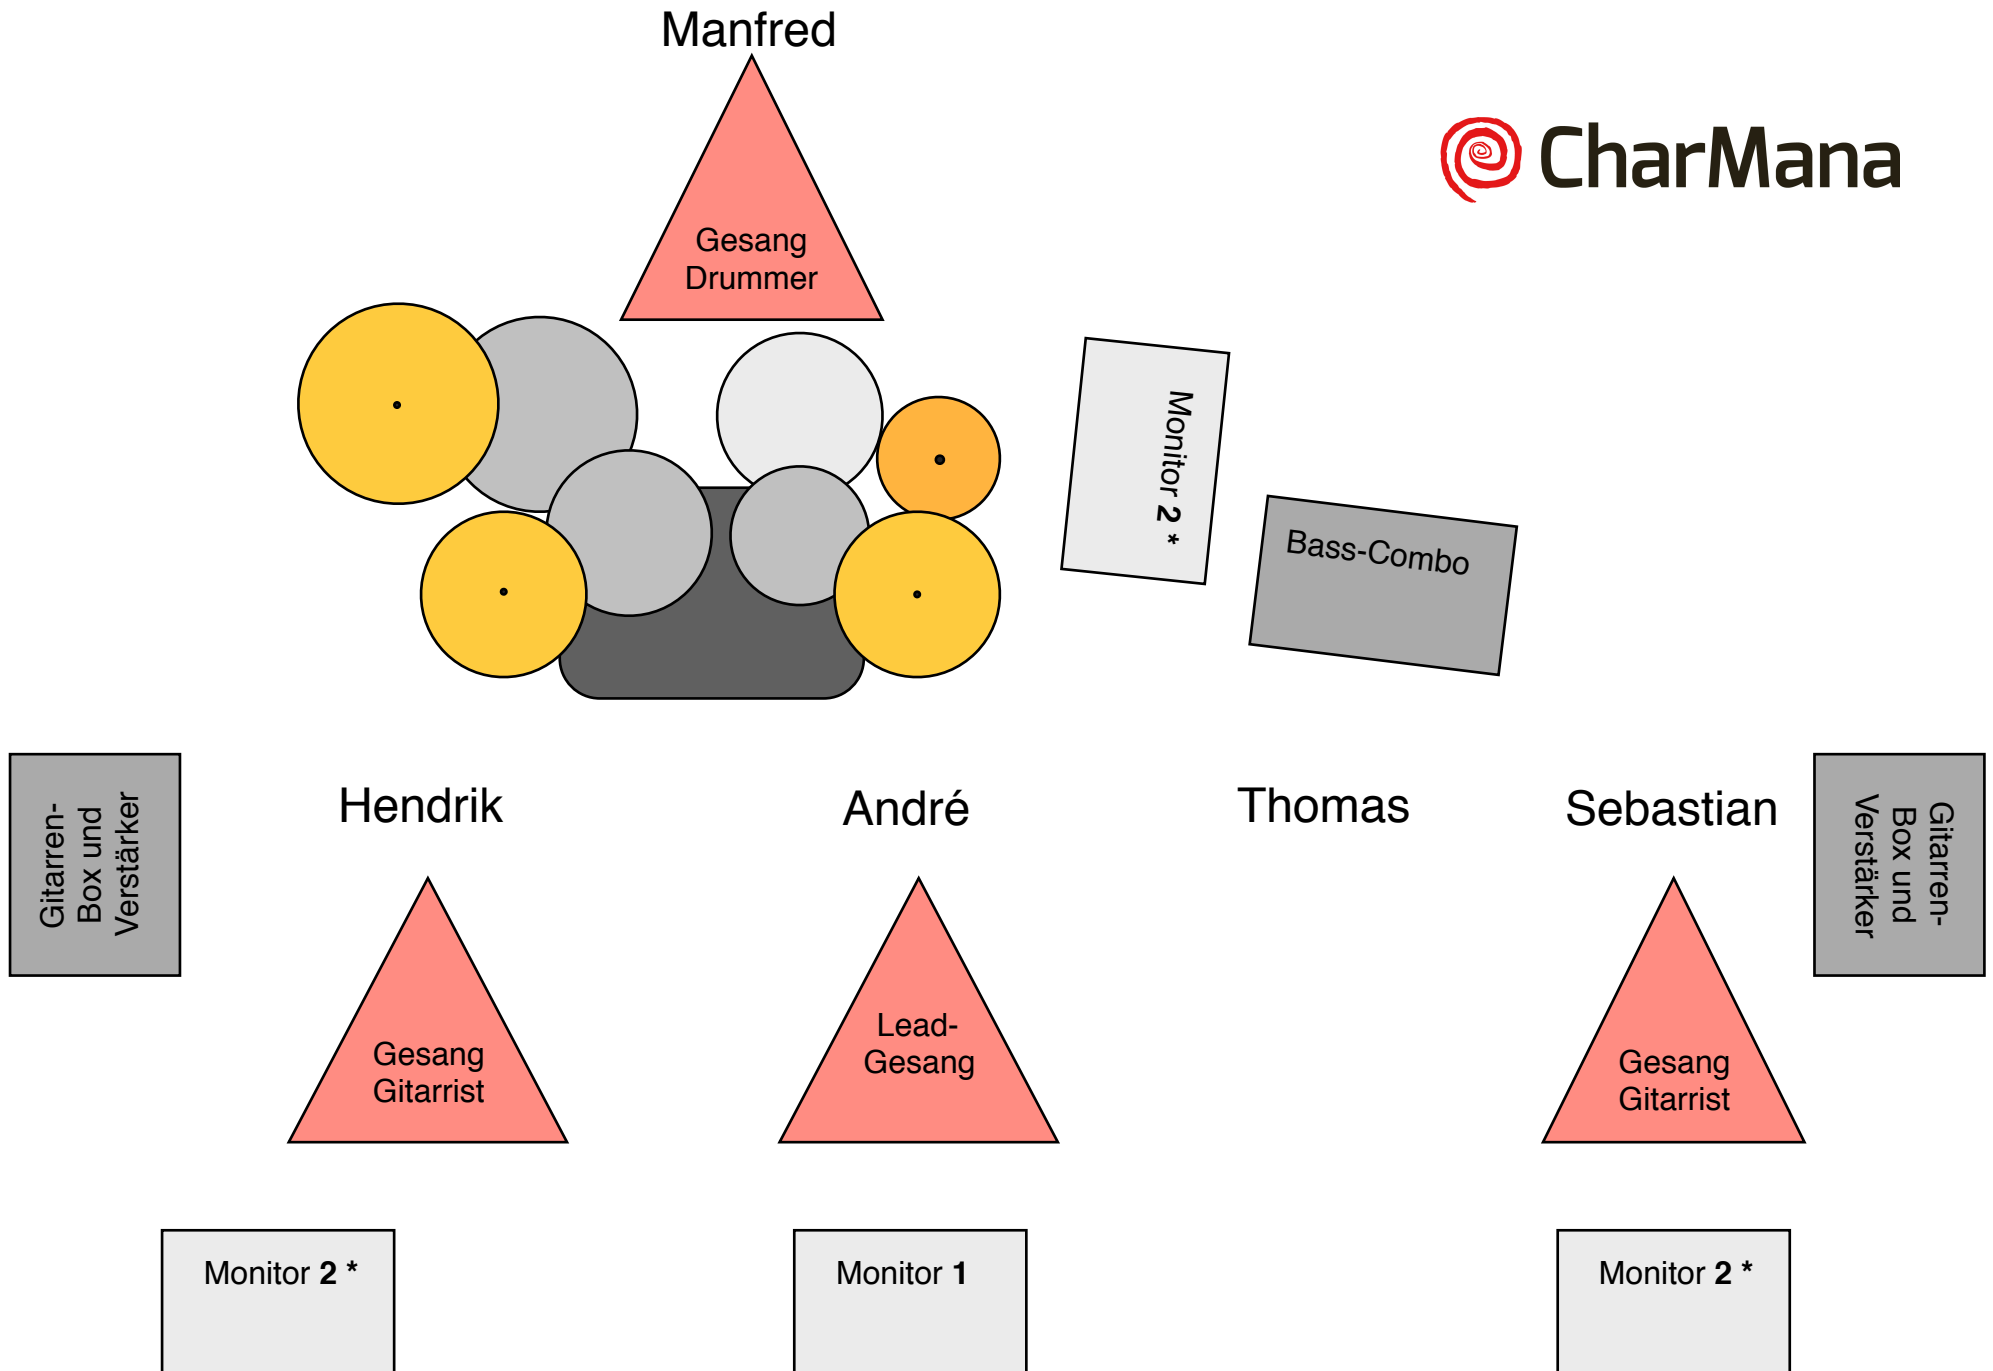 Manfred
CharMana
Gesang
Drummer
Monitor 2 *
Bass-Combo
Gitarren-
Box und
Verstärker
Hendrik
André
Thomas
Sebastian
Gitarren-
Box und
Verstärker
Gesang
Gitarrist
Lead-
Gesang
Gesang
Gitarrist
Monitor 2 *
Monitor 1
Monitor 2 *